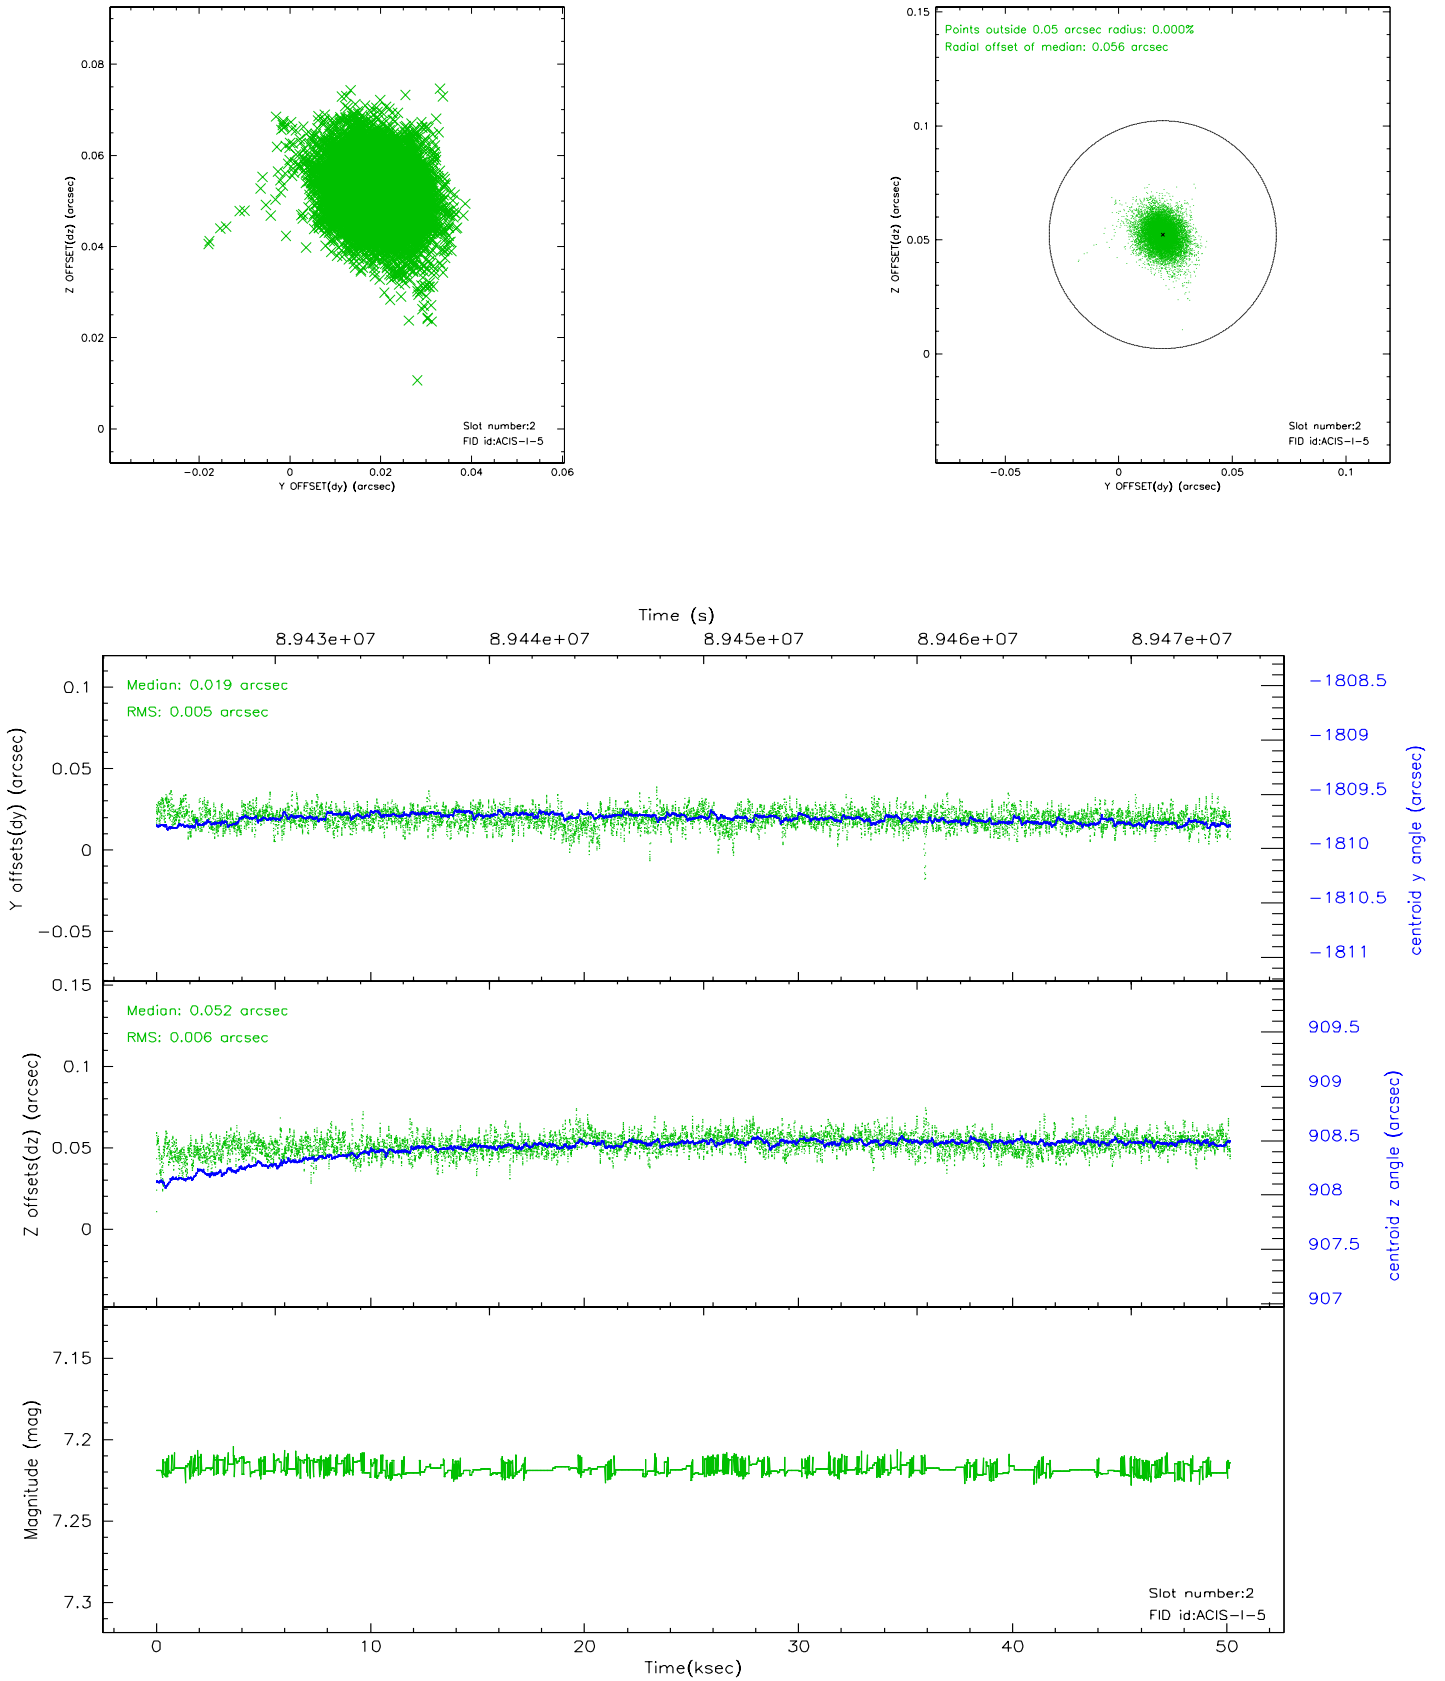 0.08
0.06
0.04
0.02
0
Z OFFSET(dz) (arcsec)
Slot number:2
FID id:ACIS-I-5
-0.02 0 0.02 0.04 0.06
Y OFFSET(dy) (arcsec)
0.15
0.1
0.05
0
Z OFFSET(dz) (arcsec)
Points outside 0.05 arcsec radius: 0.000%
Radial offset of median: 0.056 arcsec
Slot number:2
FID id:ACIS-I-5
-0.05 0 0.05 0.1
Y OFFSET(dy) (arcsec)
Time (s)
8.943e+07 8.944e+07 8.945e+07 8.946e+07 8.947e+07
Median: 0.019 arcsec
RMS: 0.005 arcsec
0.1
0.05
0
-0.05
Y offsets(dy) (arcsec)
-1808.5
-1809
-1809.5
-1810
-1810.5
-1811
centroid y angle (arcsec)
Median: 0.052 arcsec
RMS: 0.006 arcsec
0.15
0.1
0.05
0
Z offsets(dz) (arcsec)
909.5
909
908.5
908
907.5
907
centroid z angle (arcsec)
7.15
7.2
7.25
7.3
Magnitude (mag)
Slot number:2
FID id:ACIS-I-5
0 10 20 30 40 50
Time(ksec)